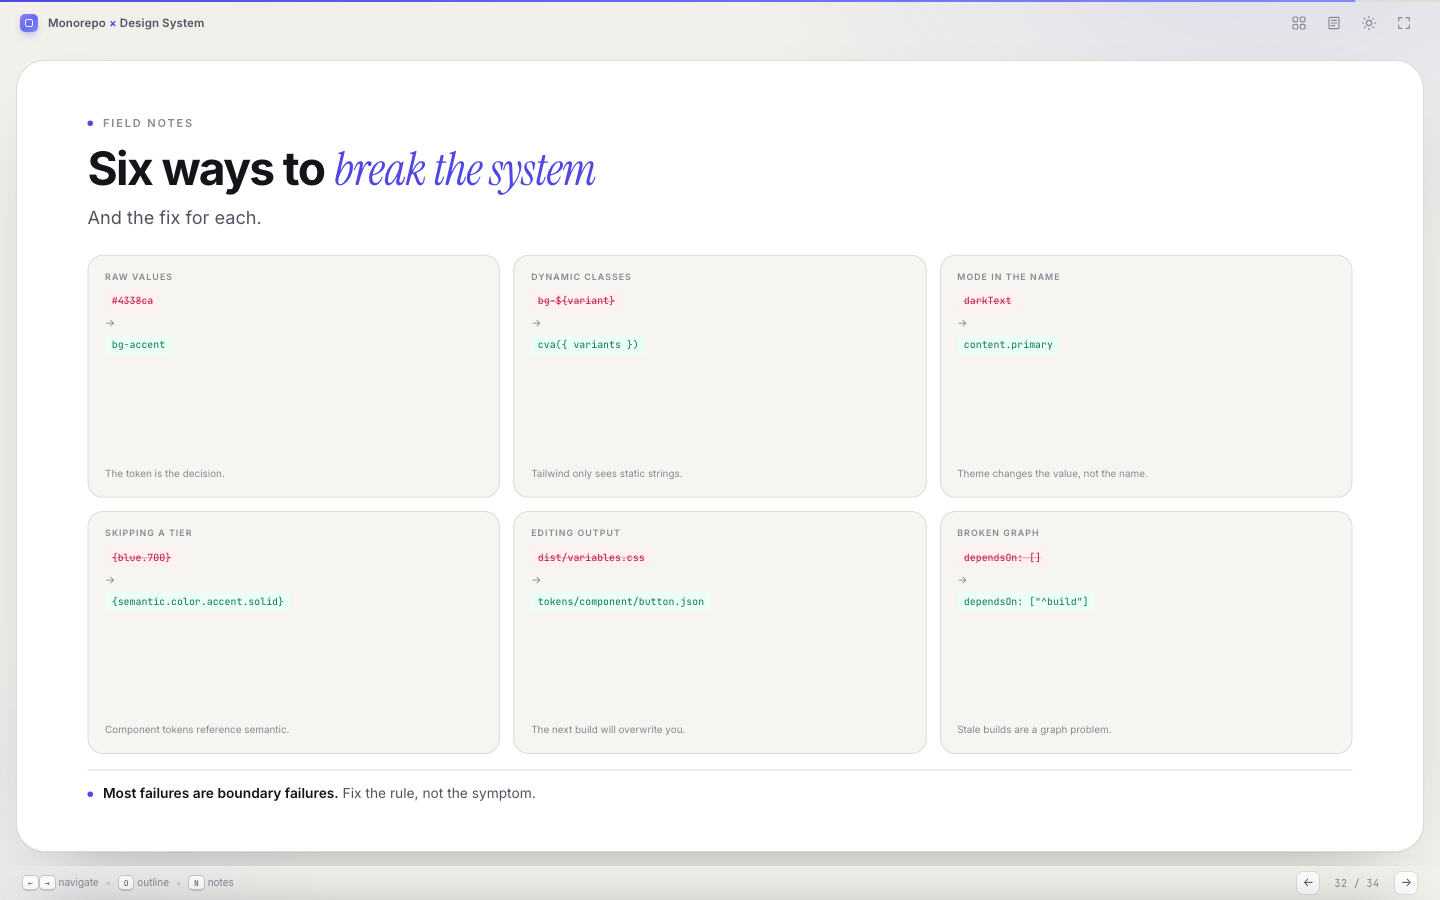 Monorepo × Design System
FIELD NOTES
Six ways to break the system
And the fix for each.
RAW VALUES
#4338ca
→
bg-accent
The token is the decision.
DYNAMIC CLASSES
bg-${variant}
→
cva({ variants })
Tailwind only sees static strings.
MODE IN THE NAME
darkText
→
content.primary
Theme changes the value, not the name.
SKIPPING A TIER
{blue.700}
→
{semantic.color.accent.solid}
Component tokens reference semantic.
EDITING OUTPUT
dist/variables.css
→
tokens/component/button.json
The next build will overwrite you.
BROKEN GRAPH
dependsOn: []
→
dependsOn: ["^build"]
Stale builds are a graph problem.
Most failures are boundary failures. Fix the rule, not the symptom.
← → navigate • O outline • N notes
← 32 / 34 →